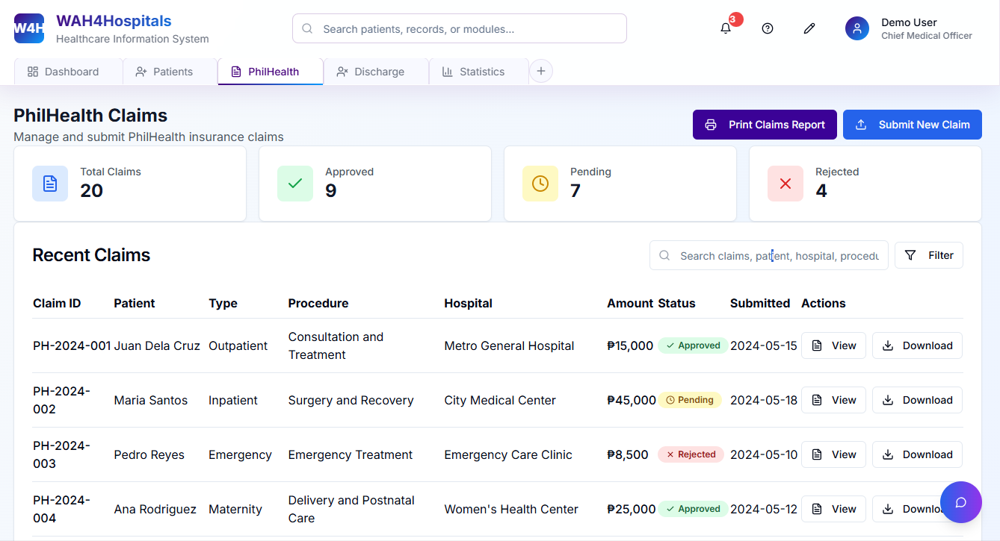 W4H WAH4Hospitals
Healthcare Information System
Search patients, records, or modules...
3
Demo User
Chief Medical Officer
Dashboard Patients PhilHealth Discharge Statistics +
PhilHealth Claims
Manage and submit PhilHealth insurance claims
Print Claims Report Submit New Claim
Total Claims
20
Approved
9
Pending
7
Rejected
4
Recent Claims
Search claims, patient, hospital, procedu
Filter
Claim ID Patient Type Procedure Hospital Amount Status Submitted Actions
PH-2024-001 Juan Dela Cruz Outpatient Consultation and
Treatment Metro General Hospital ₱15,000 Approved 2024-05-15 View Download
PH-2024-
002 Maria Santos Inpatient Surgery and Recovery City Medical Center ₱45,000 Pending 2024-05-18 View Download
PH-2024-
003 Pedro Reyes Emergency Emergency Treatment Emergency Care Clinic ₱8,500 Rejected 2024-05-10 View Download
PH-2024-
004 Ana Rodriguez Maternity Delivery and Postnatal
Care Women's Health Center ₱25,000 Approved 2024-05-12 View Downlo